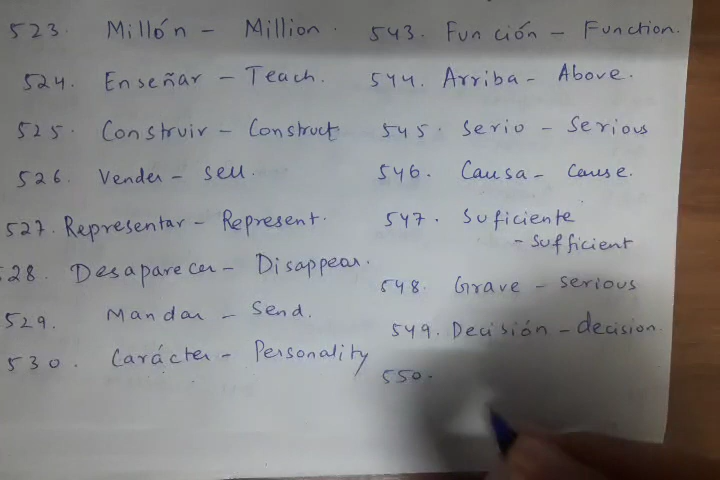 523. Millón - Million.
524. Enseñar - Teach.
525. Construir - Construct
526. Vender - sell.
527. Representar - Represent.
528. Desaparecer - Disappear.
529. Mandar - Send.
530. Carácter - Personality
543. Función - Function.
544. Arriba - Above.
545. Serio - Serious
546. Causa - Cause.
547. Suficiente
- Sufficient
548. Grave - serious
549. Decisión - decision.
550.